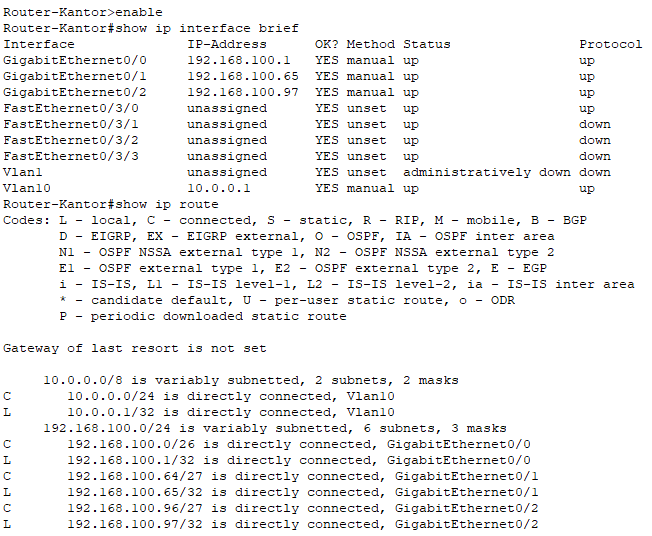 Router-Kantor>enable
Router-Kantor#show ip interface brief
Interface              IP-Address      OK? Method Status                Protocol
GigabitEthernet0/0     192.168.100.1   YES manual up                    up
GigabitEthernet0/1     192.168.100.65  YES manual up                    up
GigabitEthernet0/2     192.168.100.97  YES manual up                    up
FastEthernet0/3/0      unassigned      YES unset  up                    up
FastEthernet0/3/1      unassigned      YES unset  up                    down
FastEthernet0/3/2      unassigned      YES unset  up                    down
FastEthernet0/3/3      unassigned      YES unset  up                    down
Vlan1                  unassigned      YES unset  administratively down down
Vlan10                 10.0.0.1        YES manual up                    up
Router-Kantor#show ip route
Codes: L - local, C - connected, S - static, R - RIP, M - mobile, B - BGP
       D - EIGRP, EX - EIGRP external, O - OSPF, IA - OSPF inter area
       N1 - OSPF NSSA external type 1, N2 - OSPF NSSA external type 2
       E1 - OSPF external type 1, E2 - OSPF external type 2, E - EGP
       i - IS-IS, L1 - IS-IS level-1, L2 - IS-IS level-2, ia - IS-IS inter area
       * - candidate default, U - per-user static route, o - ODR
       P - periodic downloaded static route

Gateway of last resort is not set

     10.0.0.0/8 is variably subnetted, 2 subnets, 2 masks
C       10.0.0.0/24 is directly connected, Vlan10
L       10.0.0.1/32 is directly connected, Vlan10
     192.168.100.0/24 is variably subnetted, 6 subnets, 3 masks
C       192.168.100.0/26 is directly connected, GigabitEthernet0/0
L       192.168.100.1/32 is directly connected, GigabitEthernet0/0
C       192.168.100.64/27 is directly connected, GigabitEthernet0/1
L       192.168.100.65/32 is directly connected, GigabitEthernet0/1
C       192.168.100.96/27 is directly connected, GigabitEthernet0/2
L       192.168.100.97/32 is directly connected, GigabitEthernet0/2